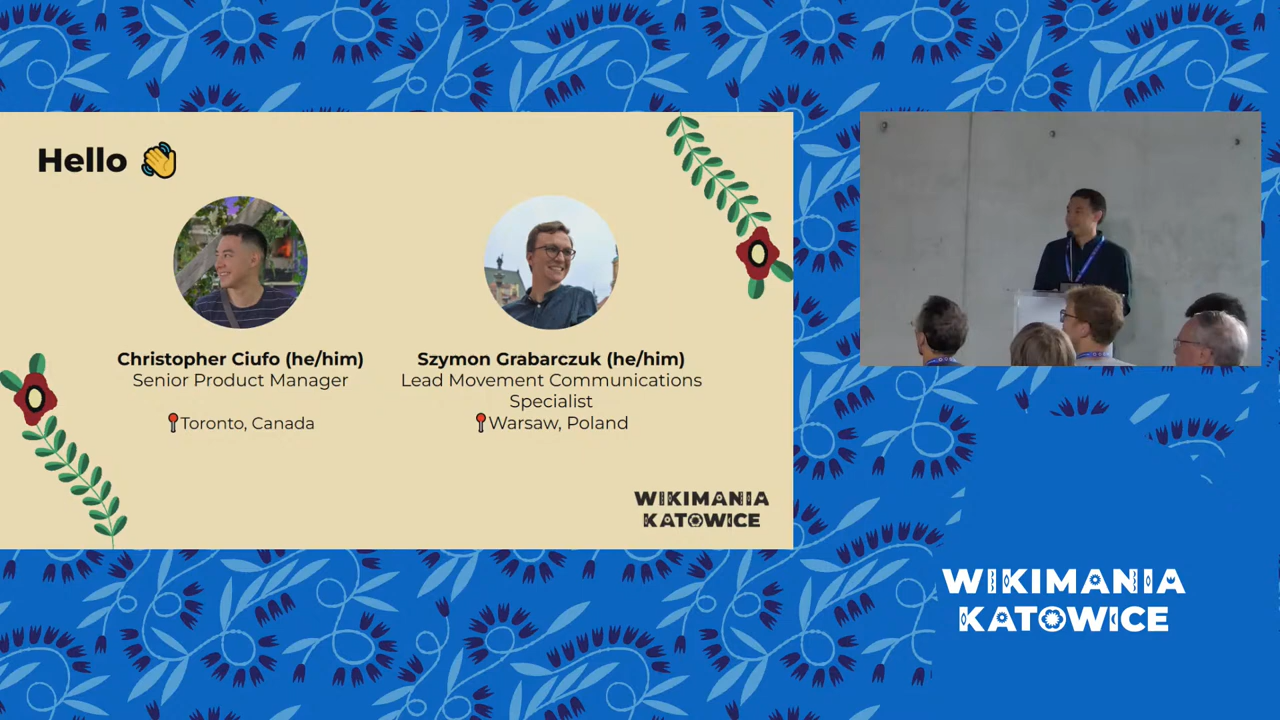 Hello 👋
Christopher Ciufo (he/him)
Senior Product Manager
📍Toronto, Canada
Szymon Grabarczuk (he/him)
Lead Movement Communications
Specialist
📍Warsaw, Poland
WIKIMANIA
KATOWICE
WIKIMANIA
KATOWICE